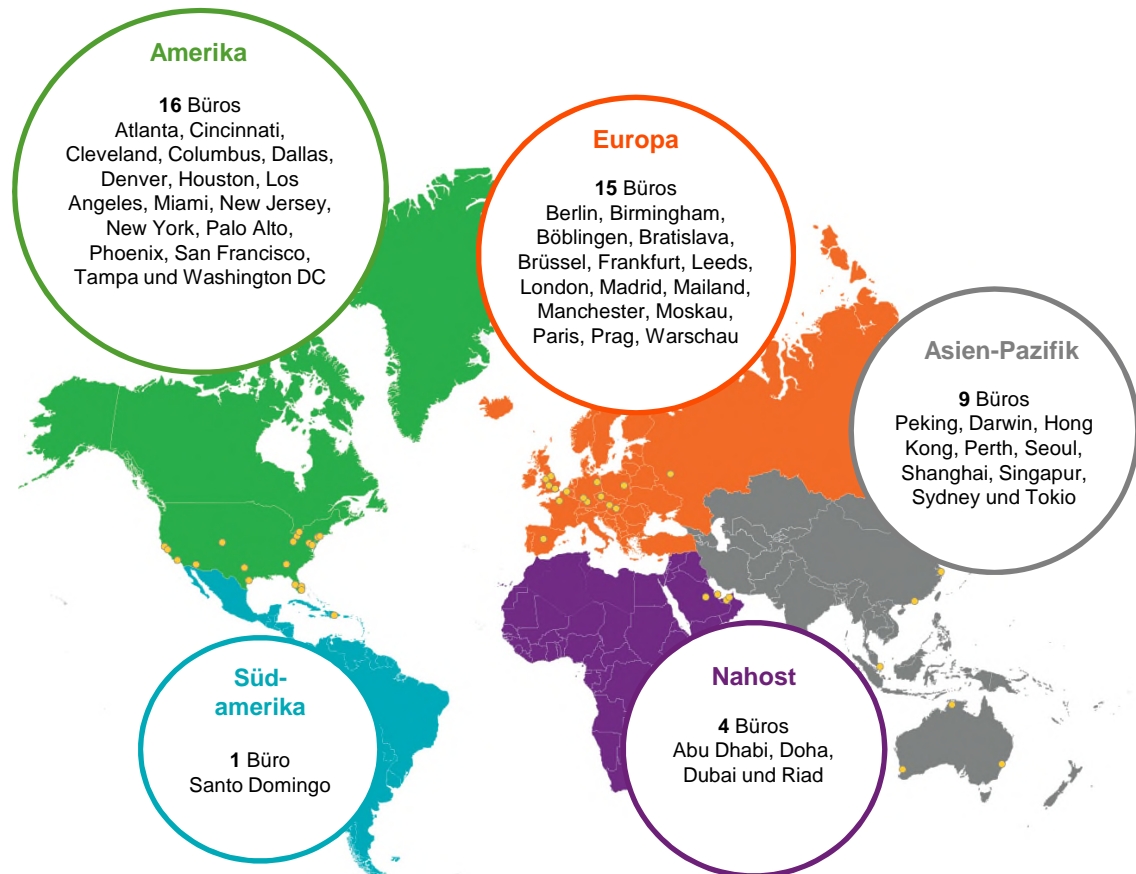 Amerika
16 Büros
Atlanta, Cincinnati,
Cleveland, Columbus, Dallas,
Denver, Houston, Los
Angeles, Miami, New Jersey,
New York, Palo Alto,
Phoenix, San Francisco,
Tampa und Washington DC
Europa
15 Büros
Berlin, Birmingham,
Böblingen, Bratislava,
Brüssel, Frankfurt, Leeds,
London, Madrid, Mailand,
Manchester, Moskau,
Paris, Prag, Warschau
Asien-Pazifik
9 Büros
Peking, Darwin, Hong
Kong, Perth, Seoul,
Shanghai, Singapur,
Sydney und Tokio
Süd-
amerika
1 Büro
Santo Domingo
Nahost
4 Büros
Abu Dhabi, Doha,
Dubai und Riad